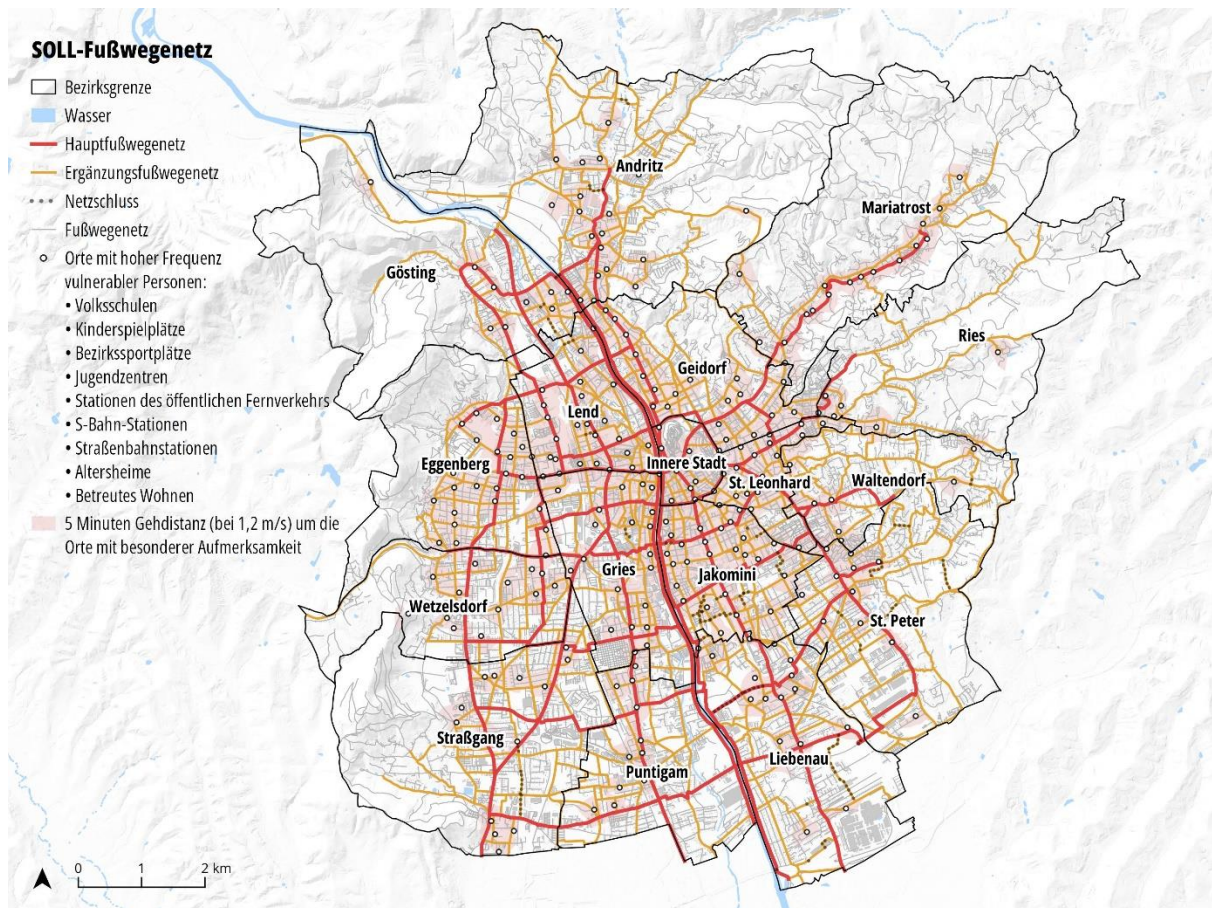 SOLL-Fußwegenetz
Bezirksgrenze
Wasser
Hauptfußwegenetz
Ergänzungsfußwegenetz
Netzschluss
Fußwegenetz
Orte mit hoher Frequenz
vulnerabler Personen:
• Volksschulen
• Kinderspielplätze
• Bezirkssportplätze
• Jugendzentren
• Stationen des öffentlichen Fernverkehrs
• S-Bahn-Stationen
• Straßenbahnstationen
• Altersheime
• Betreutes Wohnen
5 Minuten Gehdistanz (bei 1,2 m/s) um die
Orte mit besonderer Aufmerksamkeit
Andritz
Mariatrost
Gösting
Ries
Geidorf
Lend
Eggenberg
Innere Stadt
St. Leonhard
Waltendorf
Gries
Jakomini
Wetzelsdorf
St. Peter
Straßgang
Puntigam
Liebenau
0 1 2 km